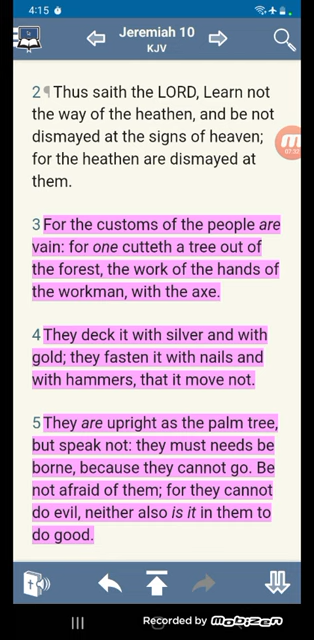 4:15
Jeremiah 10
KJV
2 ¶ Thus saith the LORD, Learn not
the way of the heathen, and be not
dismayed at the signs of heaven;
for the heathen are dismayed at
them.
3 For the customs of the people are
vain: for one cutteth a tree out of
the forest, the work of the hands of
the workman, with the axe.
4 They deck it with silver and with
gold; they fasten it with nails and
with hammers, that it move not.
5 They are upright as the palm tree,
but speak not: they must needs be
borne, because they cannot go. Be
not afraid of them; for they cannot
do evil, neither also is it in them to
do good.
Recorded by mobizen